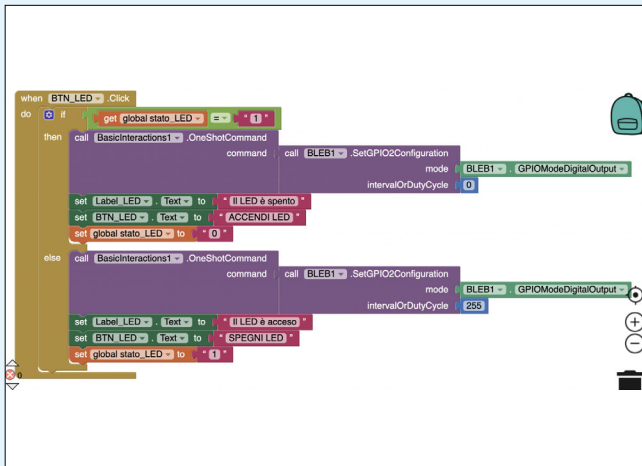 when BTN_LED .Click
do if get global stato_LED = " 1 "
then call BasicInteractions1 .OneShotCommand
command call BLEB1 .SetGPIO2Configuration
mode BLEB1 . GPIOModeDigitalOutput
intervalOrDutyCycle 0
set Label_LED . Text to " Il LED è spento "
set BTN_LED . Text to " ACCENDI LED "
set global stato_LED to " 0 "
else call BasicInteractions1 .OneShotCommand
command call BLEB1 .SetGPIO2Configuration
mode BLEB1 . GPIOModeDigitalOutput
intervalOrDutyCycle 255
set Label_LED . Text to " Il LED è acceso "
set BTN_LED . Text to " SPEGNI LED "
set global stato_LED to " 1 "
0